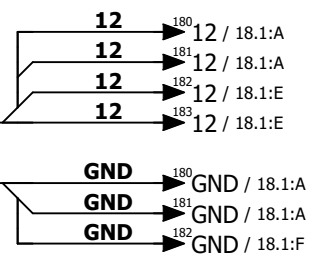 12 180 12 / 18.1:A
12 181 12 / 18.1:A
12 182 12 / 18.1:E
12 183 12 / 18.1:E
GND 180 GND / 18.1:A
GND 181 GND / 18.1:A
GND 182 GND / 18.1:F